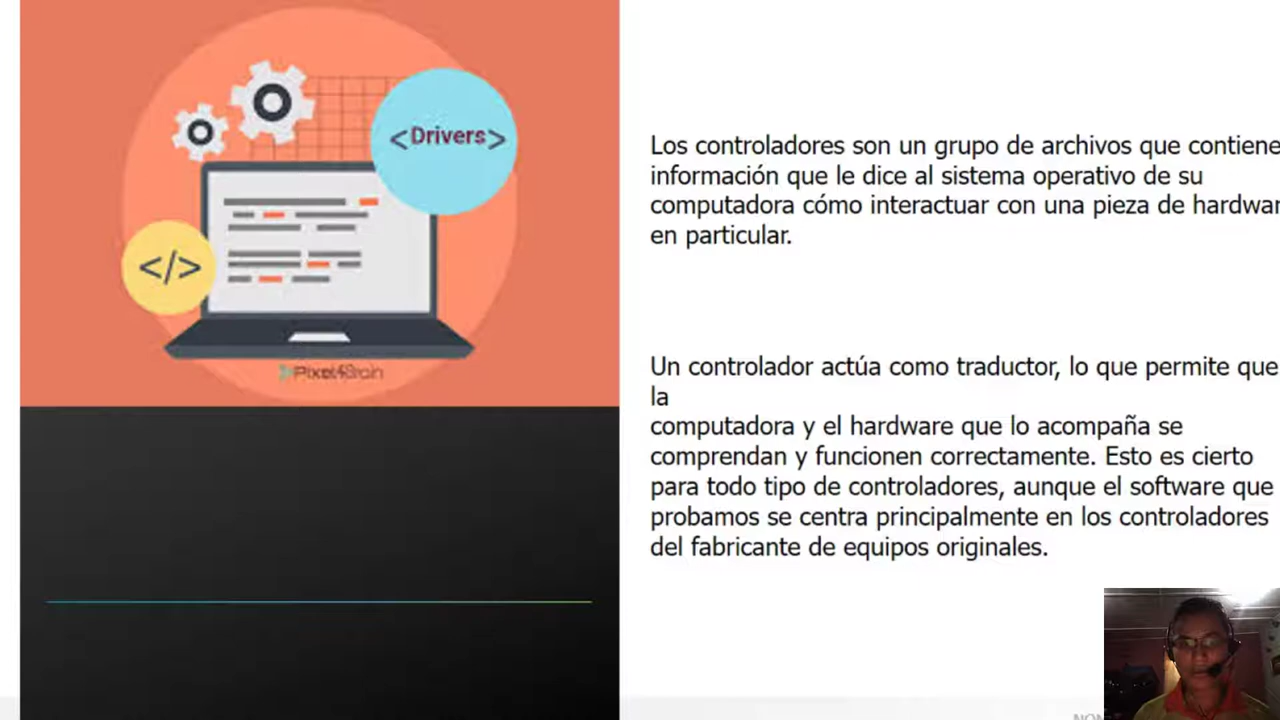 <Drivers>
</>
Pixel4Brain
Los controladores son un grupo de archivos que contiene
información que le dice al sistema operativo de su
computadora cómo interactuar con una pieza de hardwar
en particular.
Un controlador actúa como traductor, lo que permite que
la
computadora y el hardware que lo acompaña se
comprendan y funcionen correctamente. Esto es cierto
para todo tipo de controladores, aunque el software que
probamos se centra principalmente en los controladores
del fabricante de equipos originales.